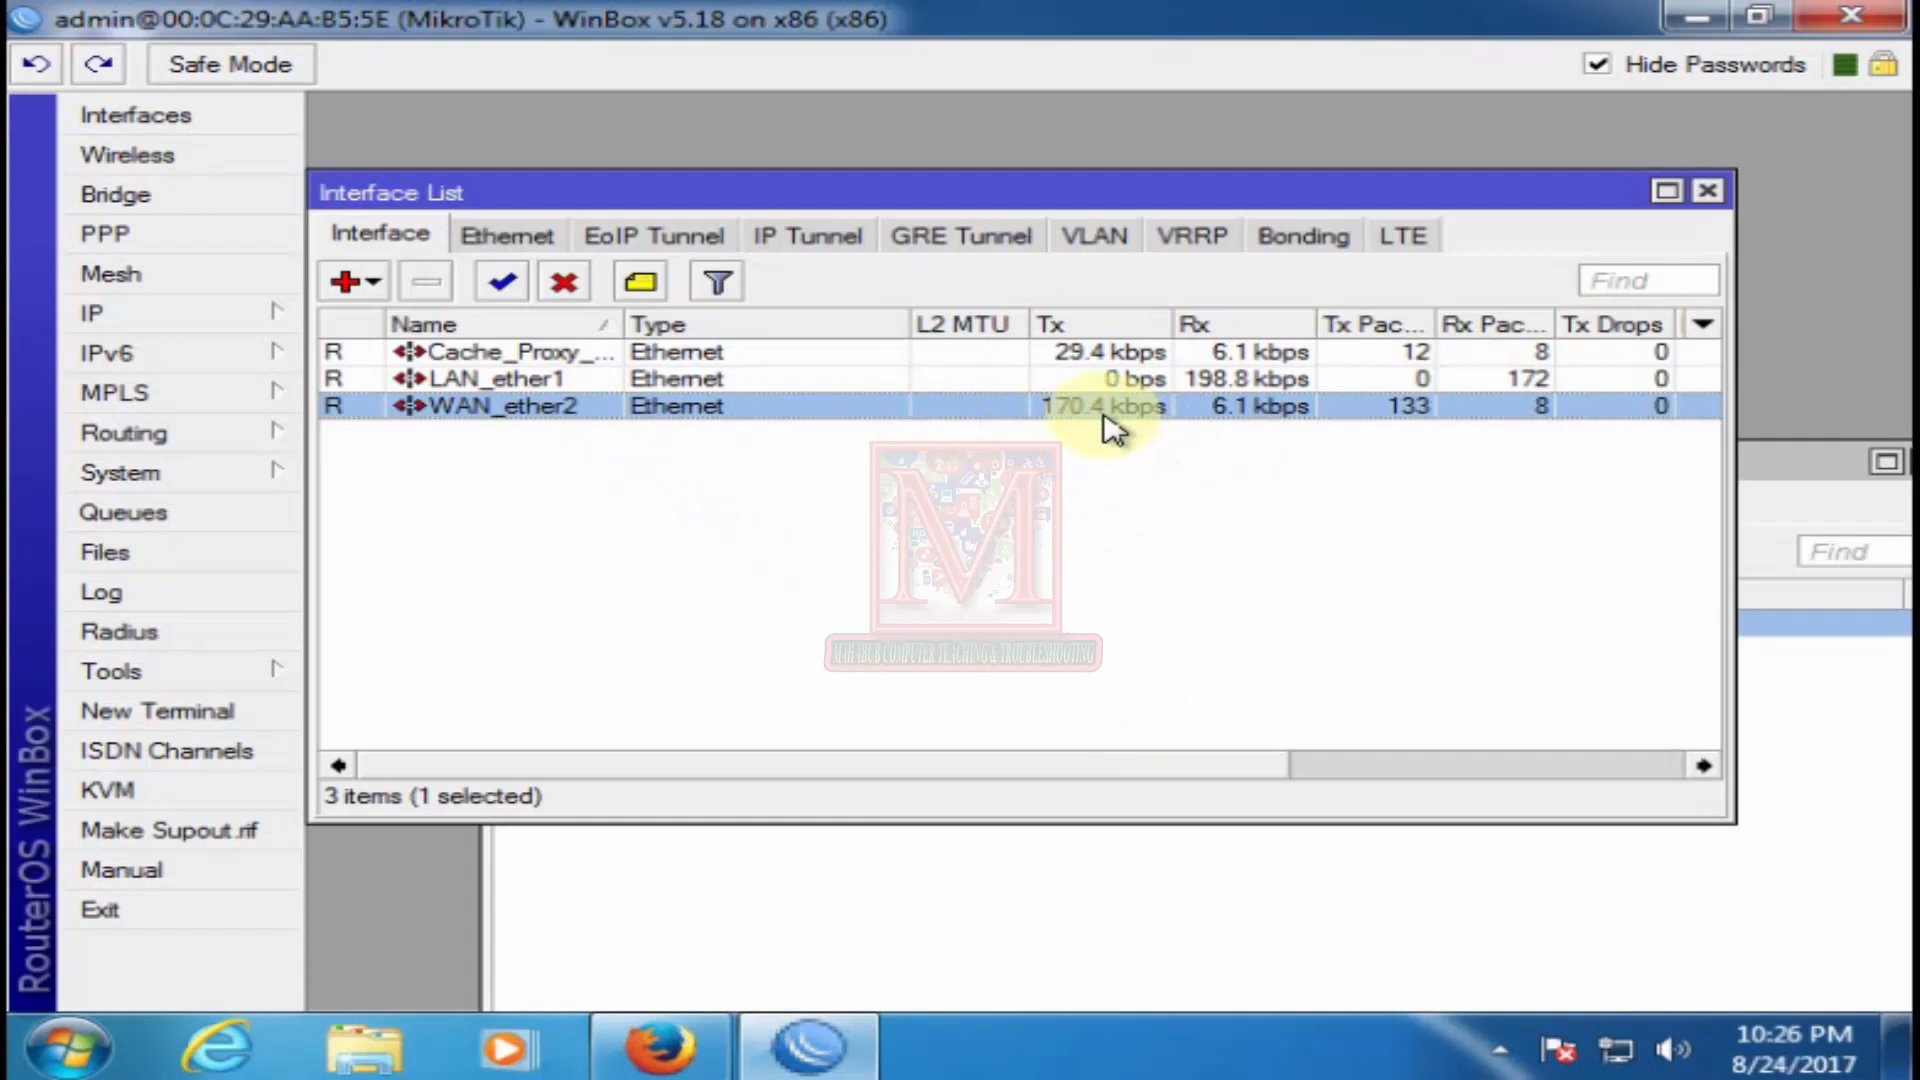 admin@00:0C:29:AA:B5:5E (MikroTik) - WinBox v5.18 on x86 (x86)
Safe Mode
Hide Passwords
Interfaces
Wireless
Bridge
PPP
Mesh
IP
IPv6
MPLS
Routing
System
Queues
Files
Log
Radius
Tools
New Terminal
ISDN Channels
KVM
Make Supout.rif
Manual
Exit
RouterOS WinBox
Interface List
Interface Ethernet EoIP Tunnel IP Tunnel GRE Tunnel VLAN VRRP Bonding LTE
Find
Name Type L2 MTU Tx Rx Tx Pac... Rx Pac... Tx Drops
R Cache_Proxy_... Ethernet 29.4 kbps 6.1 kbps 12 8 0
R LAN_ether1 Ethernet 0 bps 198.8 kbps 0 172 0
R WAN_ether2 Ethernet 170.4 kbps 6.1 kbps 133 8 0
M
MAHABUB COMPUTER TEACHING & TROUBLESHOOTING
3 items (1 selected)
Find
10:26 PM
8/24/2017